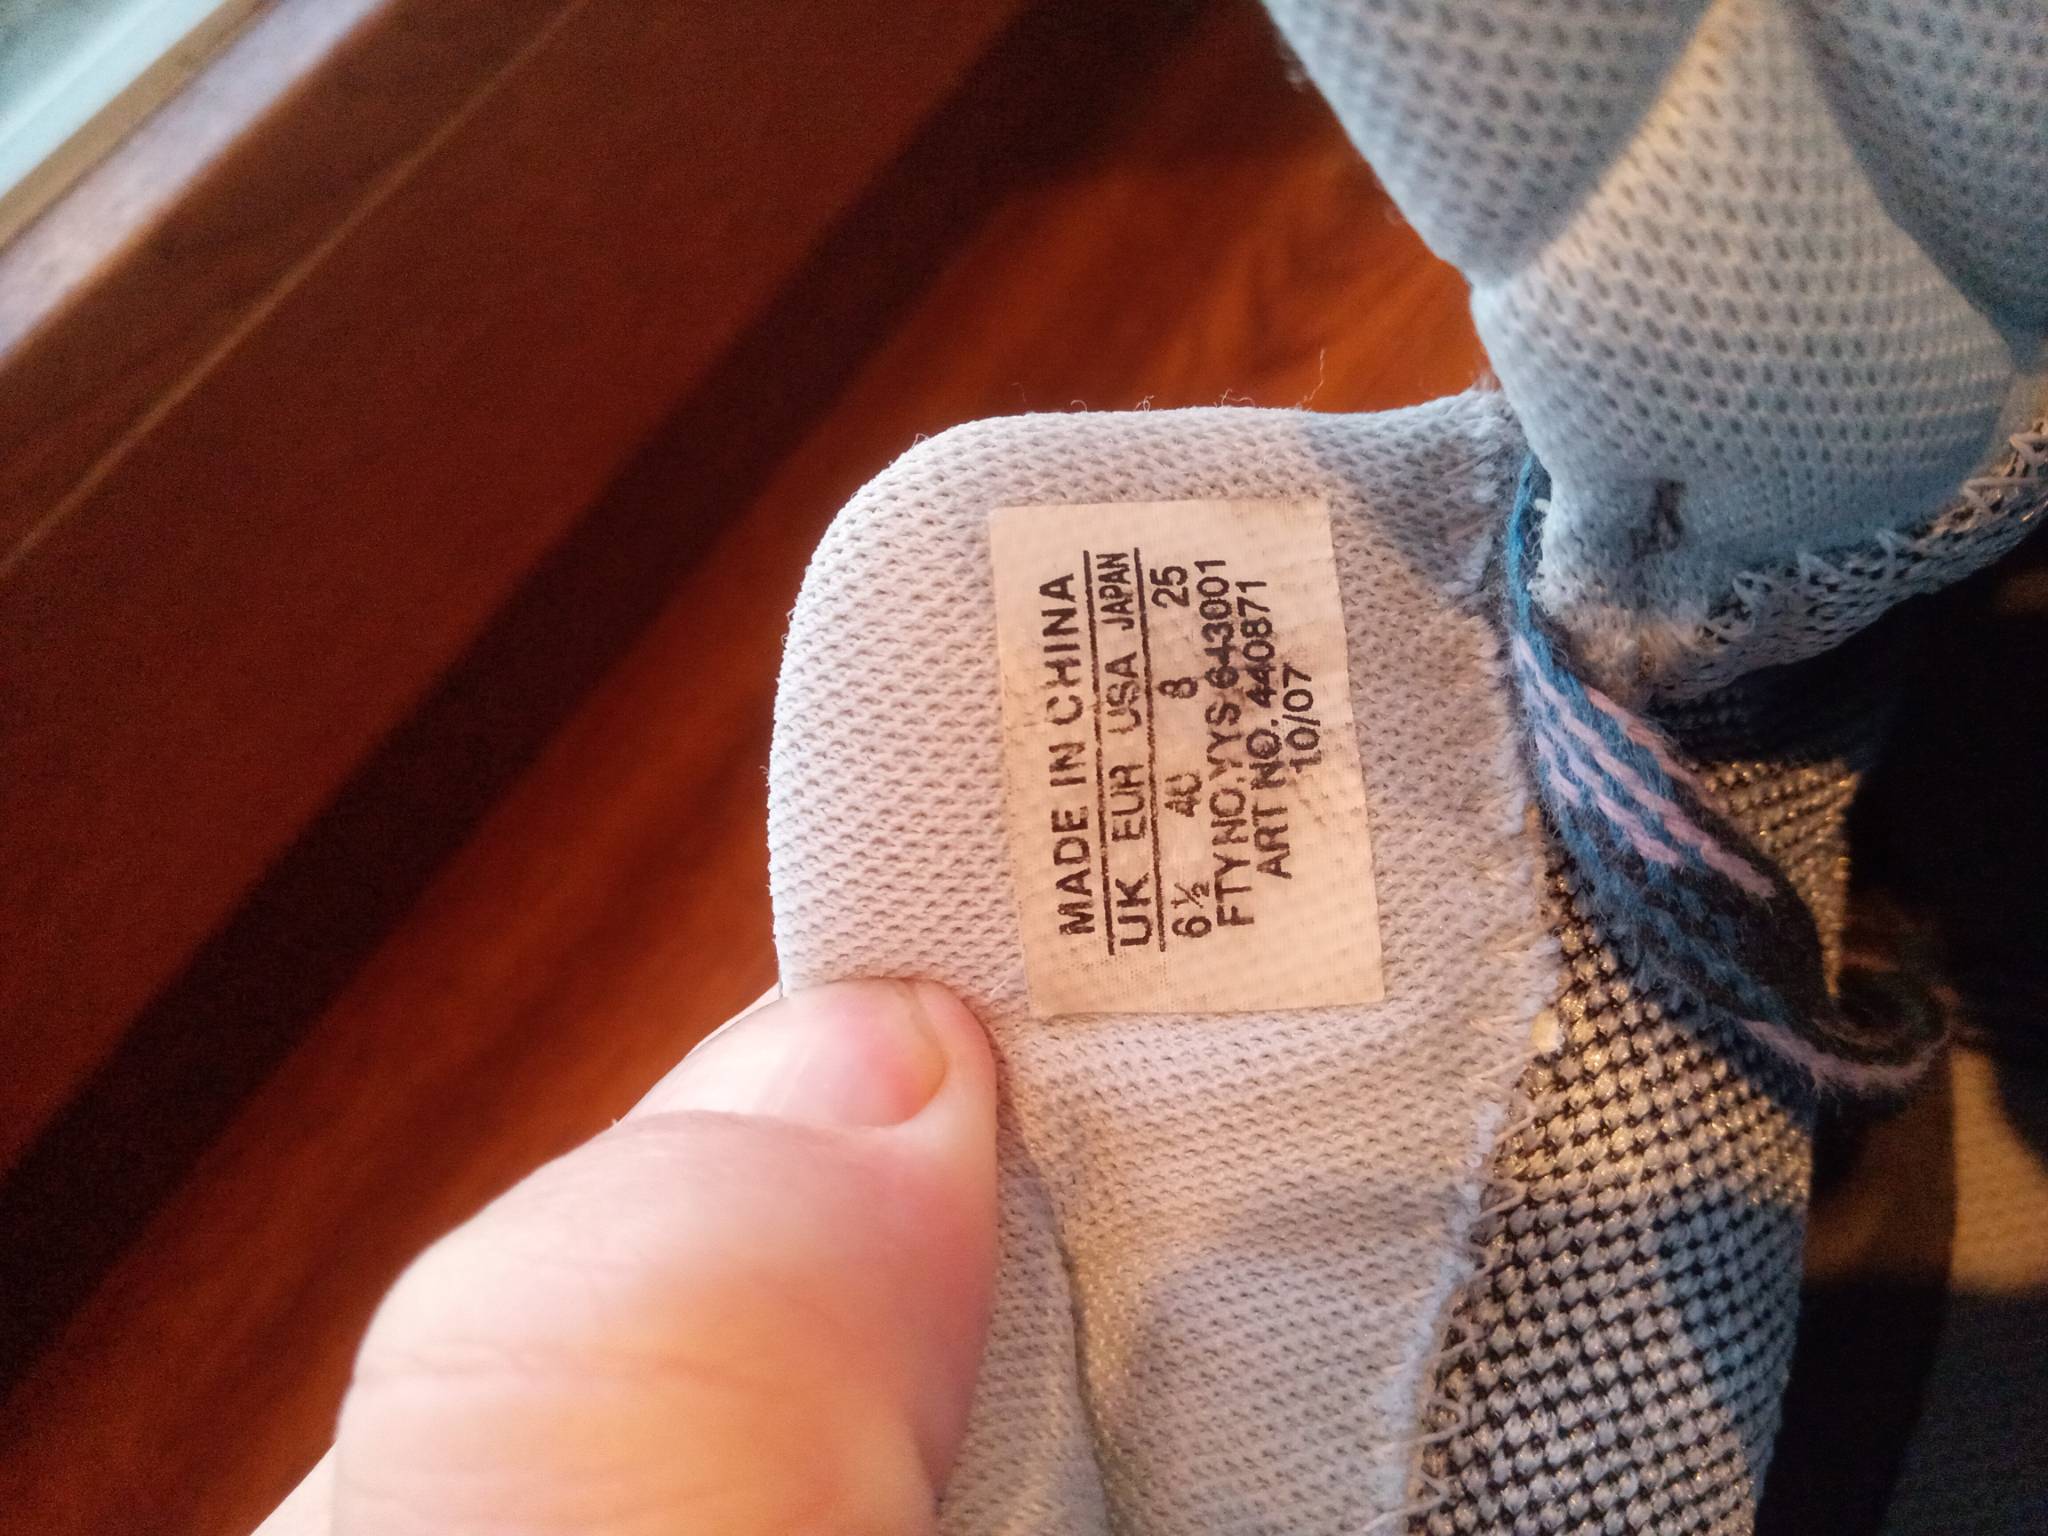 MADE IN CHINA
UK EUR USA JAPAN
6½ 40 8 25
FTY NO.YYS 643001
ART NO. 440871
10/07